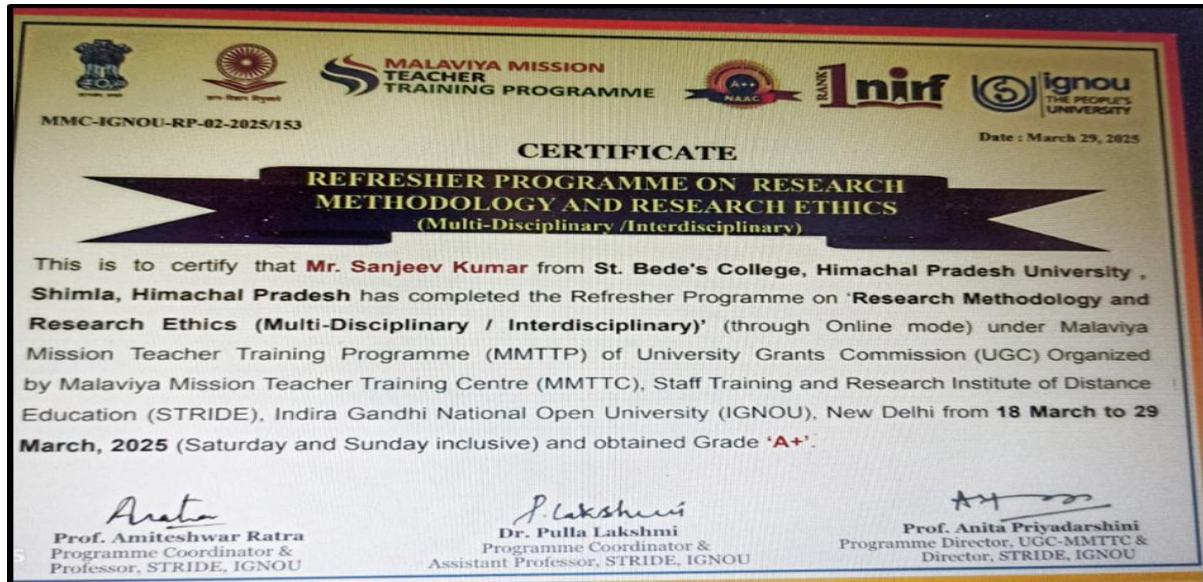 MALAVIYA MISSION
TEACHER
TRAINING PROGRAMME
A++
NAAC
RANK 1 nirf
ignou
THE PEOPLE'S
UNIVERSITY
MMC-IGNOU-RP-02-2025/153
Date : March 29, 2025
CERTIFICATE
REFRESHER PROGRAMME ON RESEARCH
METHODOLOGY AND RESEARCH ETHICS
(Multi-Disciplinary /Interdisciplinary)
This is to certify that Mr. Sanjeev Kumar from St. Bede's College, Himachal Pradesh University ,
Shimla, Himachal Pradesh has completed the Refresher Programme on 'Research Methodology and
Research Ethics (Multi-Disciplinary / Interdisciplinary)' (through Online mode) under Malaviya
Mission Teacher Training Programme (MMTTP) of University Grants Commission (UGC) Organized
by Malaviya Mission Teacher Training Centre (MMTTC), Staff Training and Research Institute of Distance
Education (STRIDE), Indira Gandhi National Open University (IGNOU), New Delhi from 18 March to 29
March, 2025 (Saturday and Sunday inclusive) and obtained Grade 'A+'.
P. Lakshmi
Prof. Amiteshwar Ratra
Programme Coordinator &
Professor, STRIDE, IGNOU
Dr. Pulla Lakshmi
Programme Coordinator &
Assistant Professor, STRIDE, IGNOU
Prof. Anita Priyadarshini
Programme Director, UGC-MMTTC &
Director, STRIDE, IGNOU